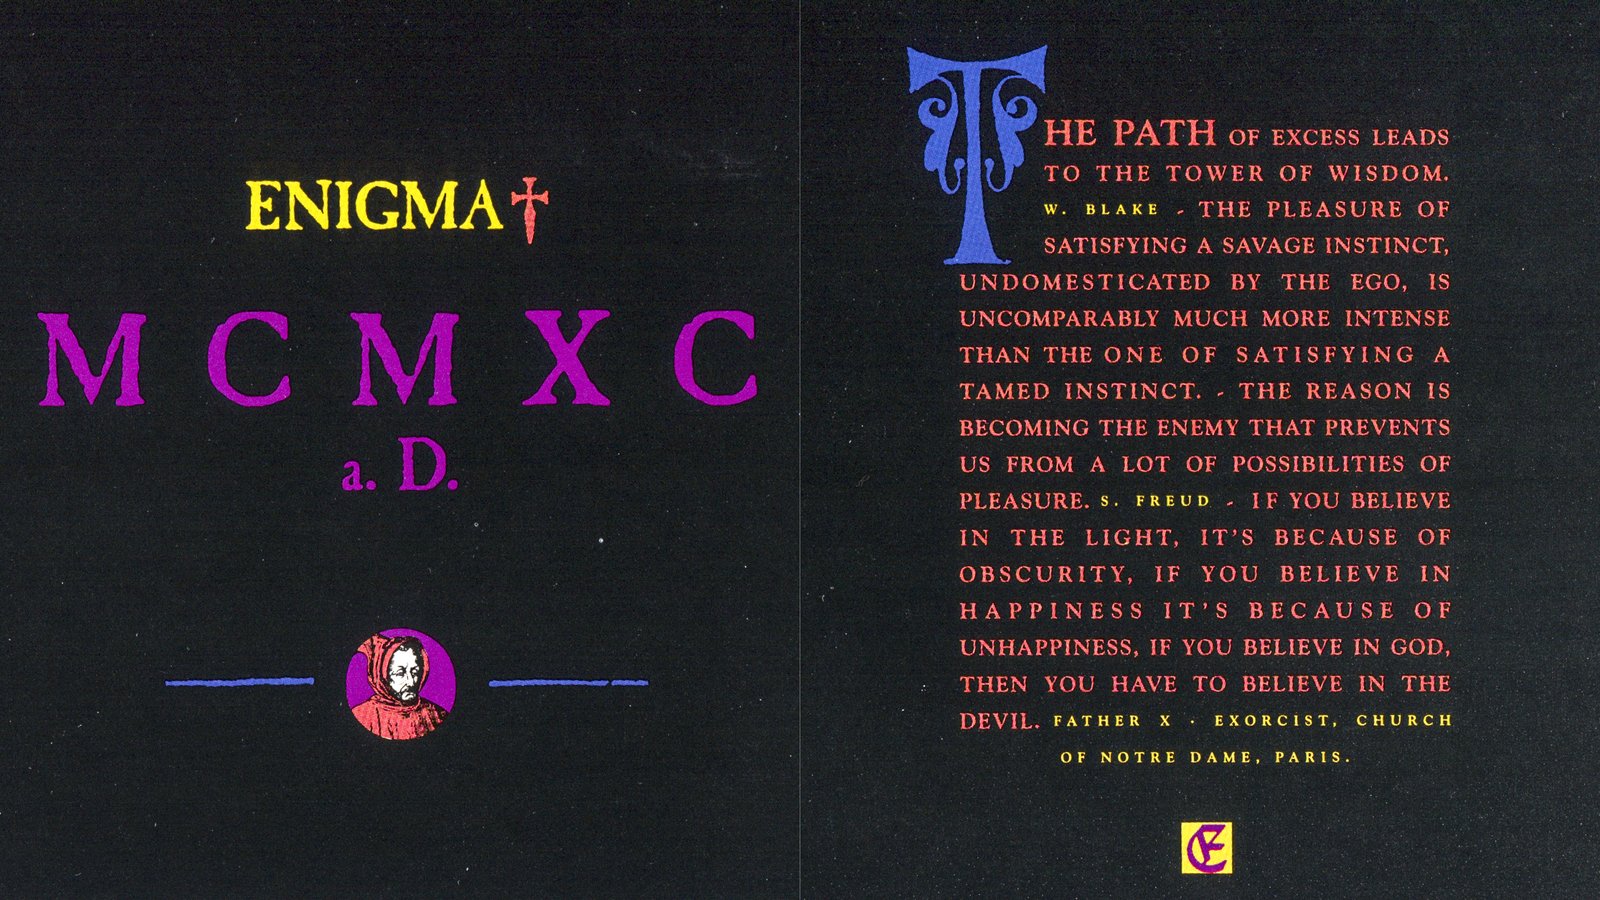 ENIGMA†
MCMXC
a. D.
THE PATH OF EXCESS LEADS
TO THE TOWER OF WISDOM.
W. BLAKE - THE PLEASURE OF
SATISFYING A SAVAGE INSTINCT,
UNDOMESTICATED BY THE EGO, IS
UNCOMPARABLY MUCH MORE INTENSE
THAN THE ONE OF SATISFYING A
TAMED INSTINCT. - THE REASON IS
BECOMING THE ENEMY THAT PREVENTS
US FROM A LOT OF POSSIBILITIES OF
PLEASURE. S. FREUD - IF YOU BELIEVE
IN THE LIGHT, IT'S BECAUSE OF
OBSCURITY, IF YOU BELIEVE IN
HAPPINESS IT'S BECAUSE OF
UNHAPPINESS, IF YOU BELIEVE IN GOD,
THEN YOU HAVE TO BELIEVE IN THE
DEVIL. FATHER X · EXORCIST, CHURCH
OF NOTRE DAME, PARIS.
E